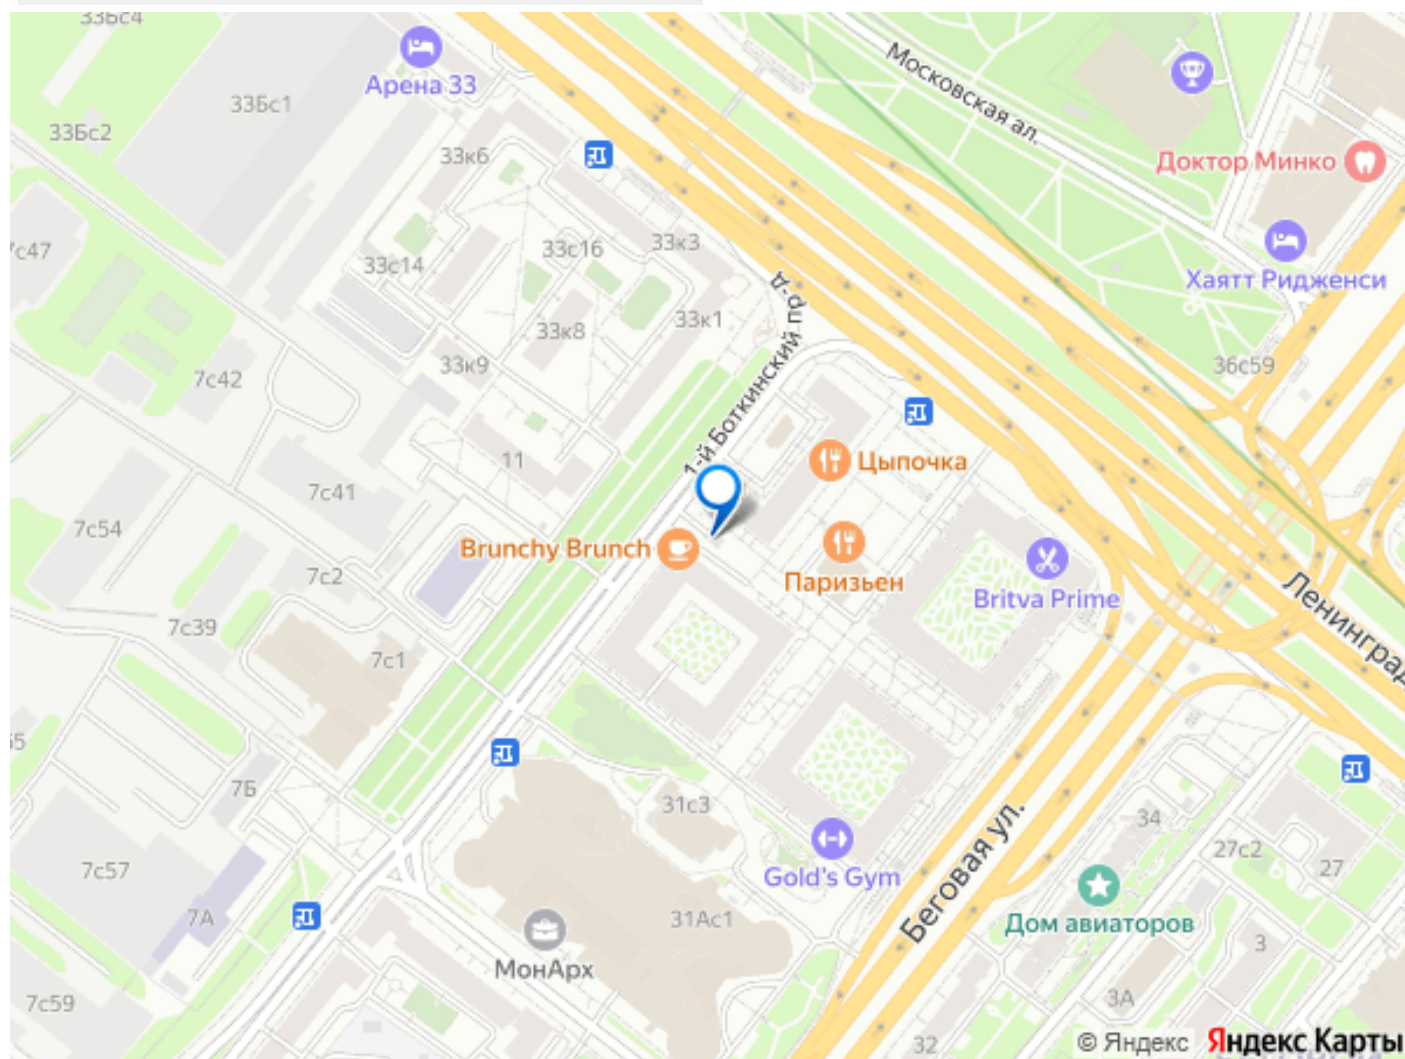 33Бс4
Арена 33
33Бс1
33Бс2
33к6
Московская ал.
Доктор Минко
7с47
33с14
33с16
33к3
Хаятт Ридженси
33к1
33к8
33к9
7с42
1-й Боткинский пр-д
36с59
11
Цыпочка
7с41
7с54
Brunchy Brunch
Паризьен
Britva Prime
7с2
7с39
7с1
Ленинград
7Б
31с3
34
27с2
27
7с57
Gold's Gym
Беговая ул.
7А
31Ас1
Дом авиаторов
3
МонАрх
7с59
3А
32
© Яндекс Яндекс Карты